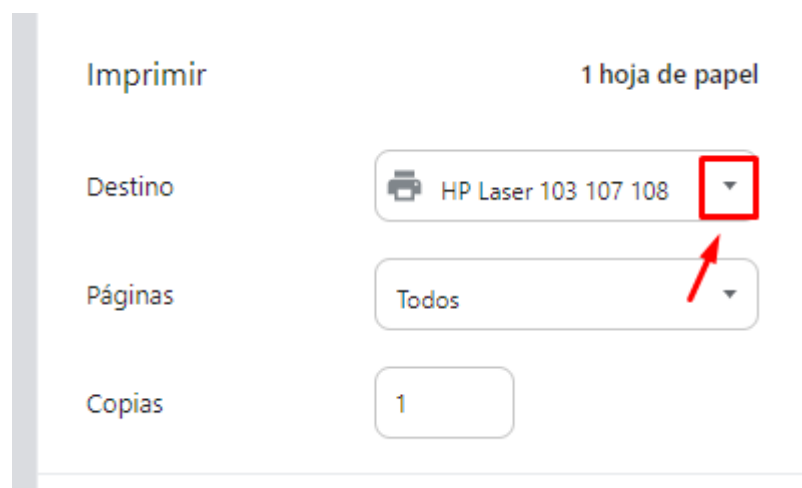 Imprimir 1 hoja de papel
Destino HP Laser 103 107 108
Páginas Todos
Copias 1